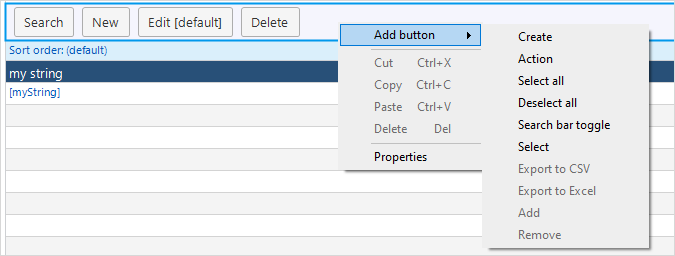 Search New Edit [default] Delete
Sort order: (default)
my string
[myString]
Add button
Cut Ctrl+X
Copy Ctrl+C
Paste Ctrl+V
Delete Del
Properties
Create
Action
Select all
Deselect all
Search bar toggle
Select
Export to CSV
Export to Excel
Add
Remove